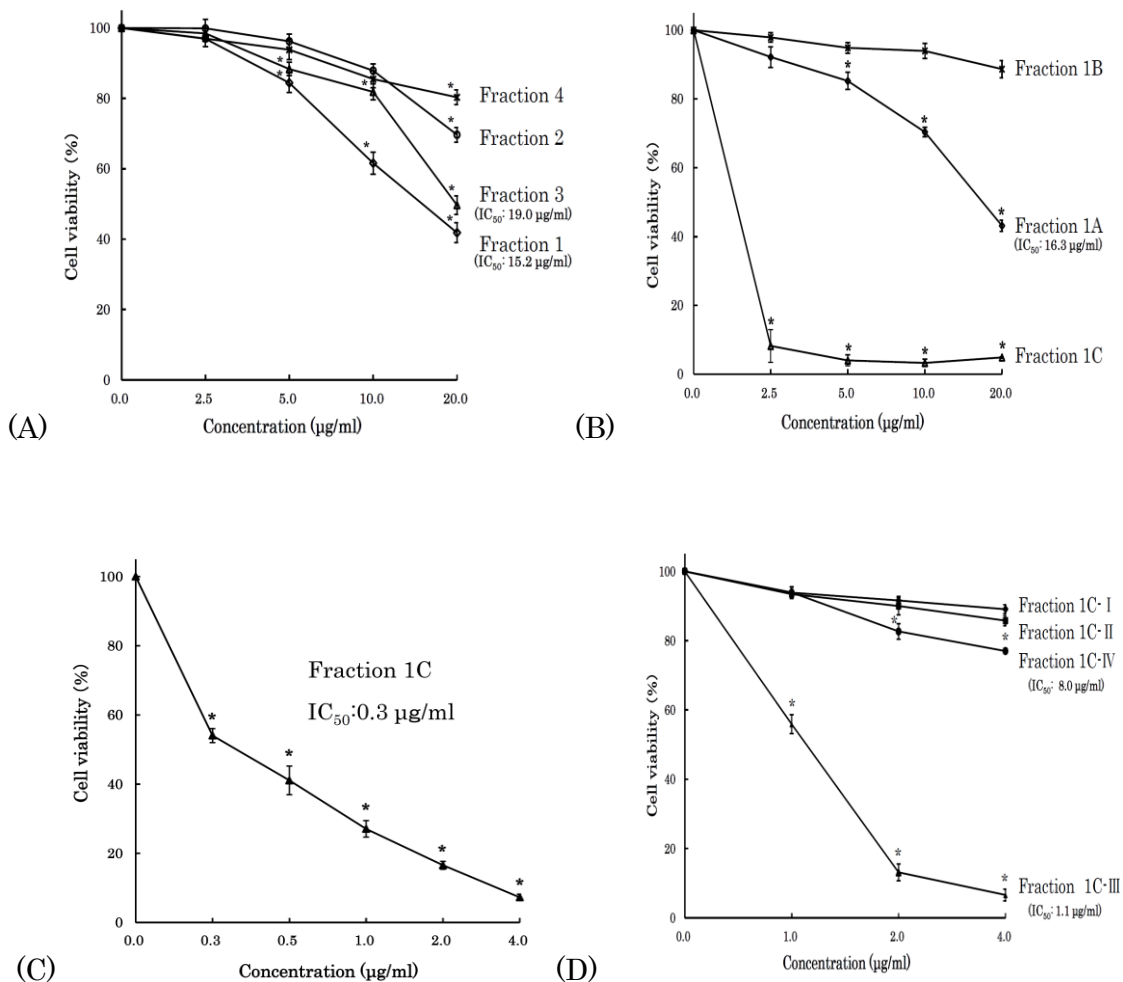 100
80
60
40
20
0
Cell viability (%)
0.0 2.5 5.0 10.0 20.0
Concentration (µg/ml)
* * * * * * * * *
Fraction 4
Fraction 2
Fraction 3
(IC50: 19.0 µg/ml)
Fraction 1
(IC50: 15.2 µg/ml)
(A)
100
80
60
40
20
0
Cell viability (%)
0.0 2.5 5.0 10.0 20.0
Concentration (µg/ml)
* * * * * * *
Fraction 1B
Fraction 1A
(IC50: 16.3 µg/ml)
Fraction 1C
(B)
100
80
60
40
20
0
Cell viability (%)
0.0 0.3 0.5 1.0 2.0 4.0
Concentration (µg/ml)
* * * * *
Fraction 1C
IC50:0.3 µg/ml
(C)
100
80
60
40
20
0
Cell viability (%)
0.0 1.0 2.0 4.0
Concentration (µg/ml)
* * * * *
Fraction 1C-I
Fraction 1C-II
Fraction 1C-IV
(IC50: 8.0 µg/ml)
Fraction 1C-III
(IC50: 1.1 µg/ml)
(D)